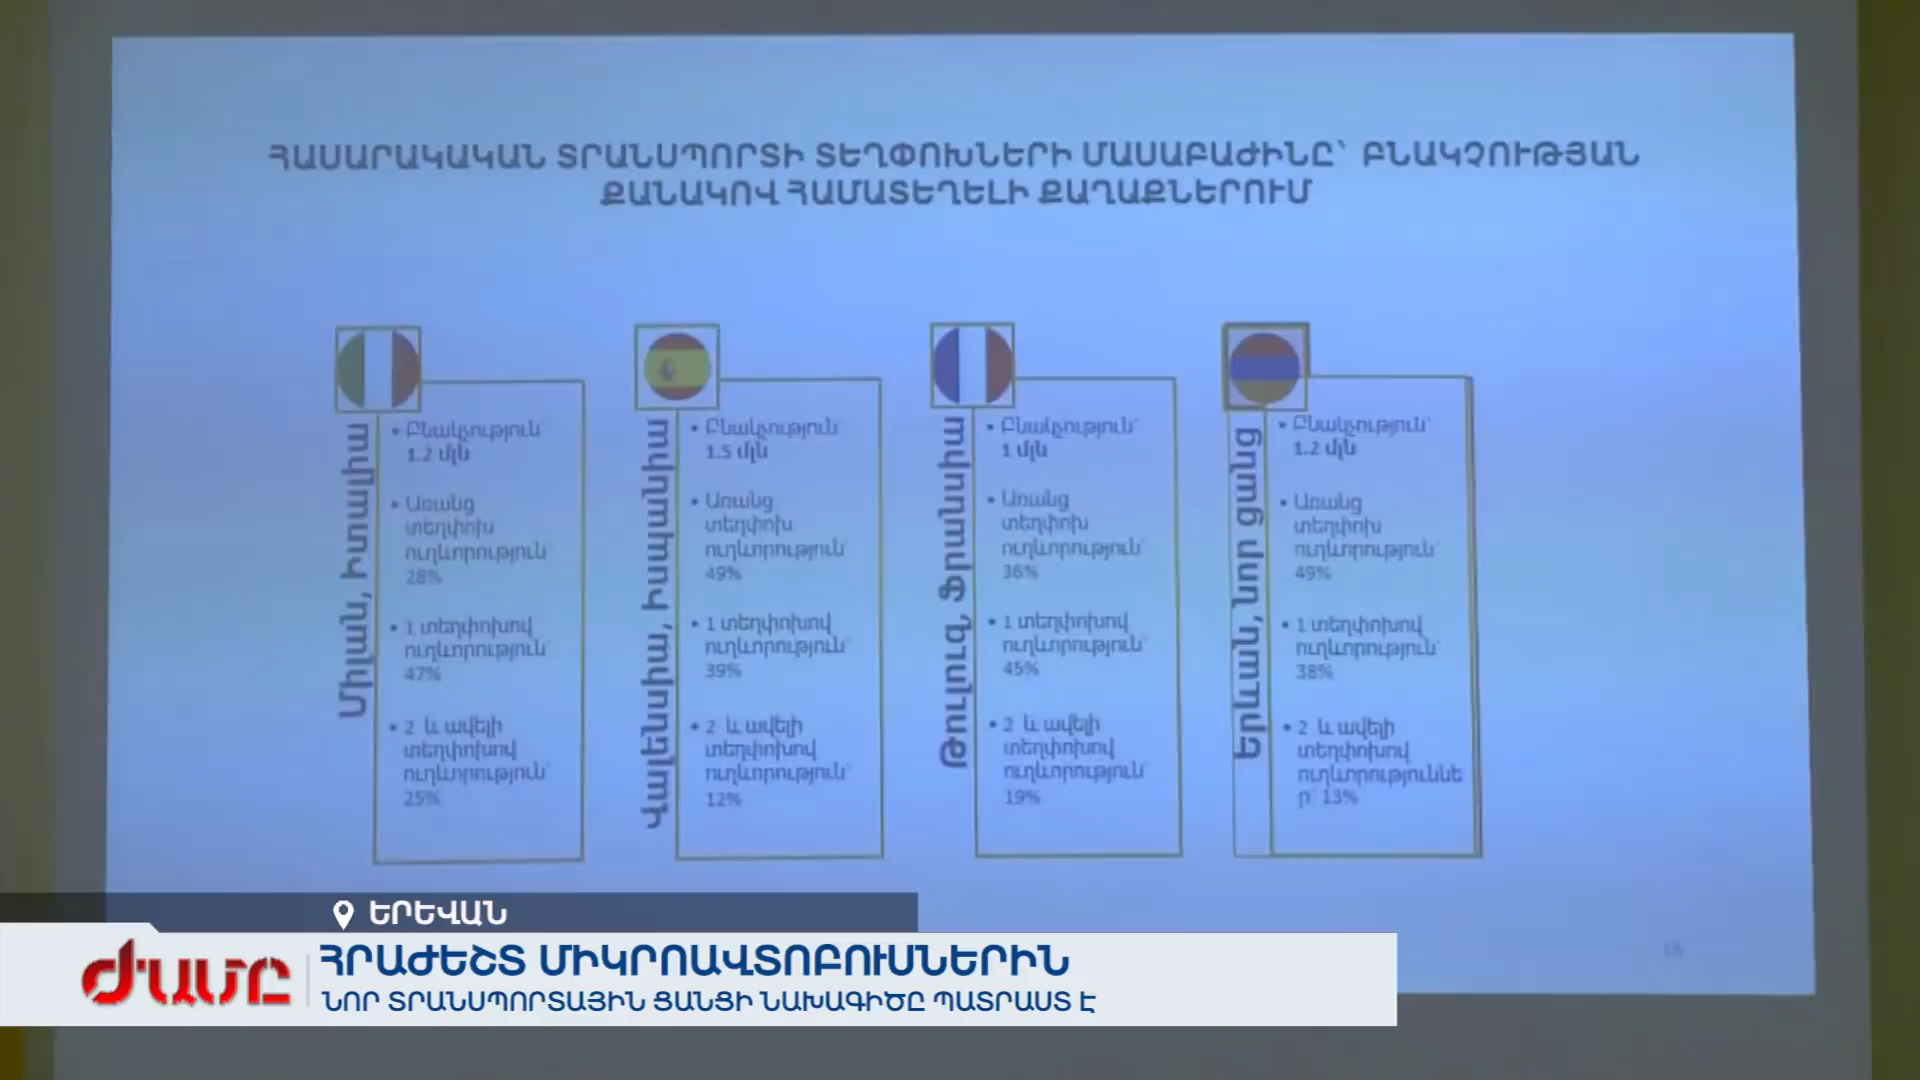 ՀԱՍԱՐԱԿԱԿԱՆ ՏՐԱՆՍՊՈՐՏԻ ՏԵՂՓՈԽՆԵՐԻ ՄԱՍԱԲԱԺԻՆԸ՝ ԲՆԱԿՉՈՒԹՅԱՆ
ՔԱՆԱԿՈՎ ՀԱՄԱՏԵՂԵԼԻ ՔԱՂԱՔՆԵՐՈՒՄ
Միլան, Իտալիա
• Բնակչություն՝
1.2 մլն
• Առանց
տեղփոխ
ուղևորություն՝
28%
• 1 տեղփոխով
ուղևորություն՝
47%
• 2 և ավելի
տեղփոխով
ուղևորություն՝
25%
Վալենսիա, Իսպանիա
• Բնակչություն՝
1.5 մլն
• Առանց
տեղփոխ
ուղևորություն՝
49%
• 1 տեղփոխով
ուղևորություն՝
39%
• 2 և ավելի
տեղփոխով
ուղևորություն՝
12%
Թուլուզ, Ֆրանսիա
• Բնակչություն՝
1 մլն
• Առանց
տեղփոխ
ուղևորություն՝
36%
• 1 տեղփոխով
ուղևորություն՝
45%
• 2 և ավելի
տեղփոխով
ուղևորություն՝
19%
Երևան, նոր ցանց
• Բնակչություն՝
1.2 մլն
• Առանց
տեղփոխ
ուղևորություն՝
49%
• 1 տեղփոխով
ուղևորություն՝
38%
• 2 և ավելի
տեղփոխով
ուղևորություննե
ր՝ 13%
16
ԵՐԵՎԱՆ
ԺԱՄԸ
ՀՐԱԺԵՇՏ ՄԻԿՐՈԱՎՏՈԲՈՒՍՆԵՐԻՆ
ՆՈՐ ՏՐԱՆՍՊՈՐՏԱՅԻՆ ՑԱՆՑԻ ՆԱԽԱԳԻԾԸ ՊԱՏՐԱՍՏ Է